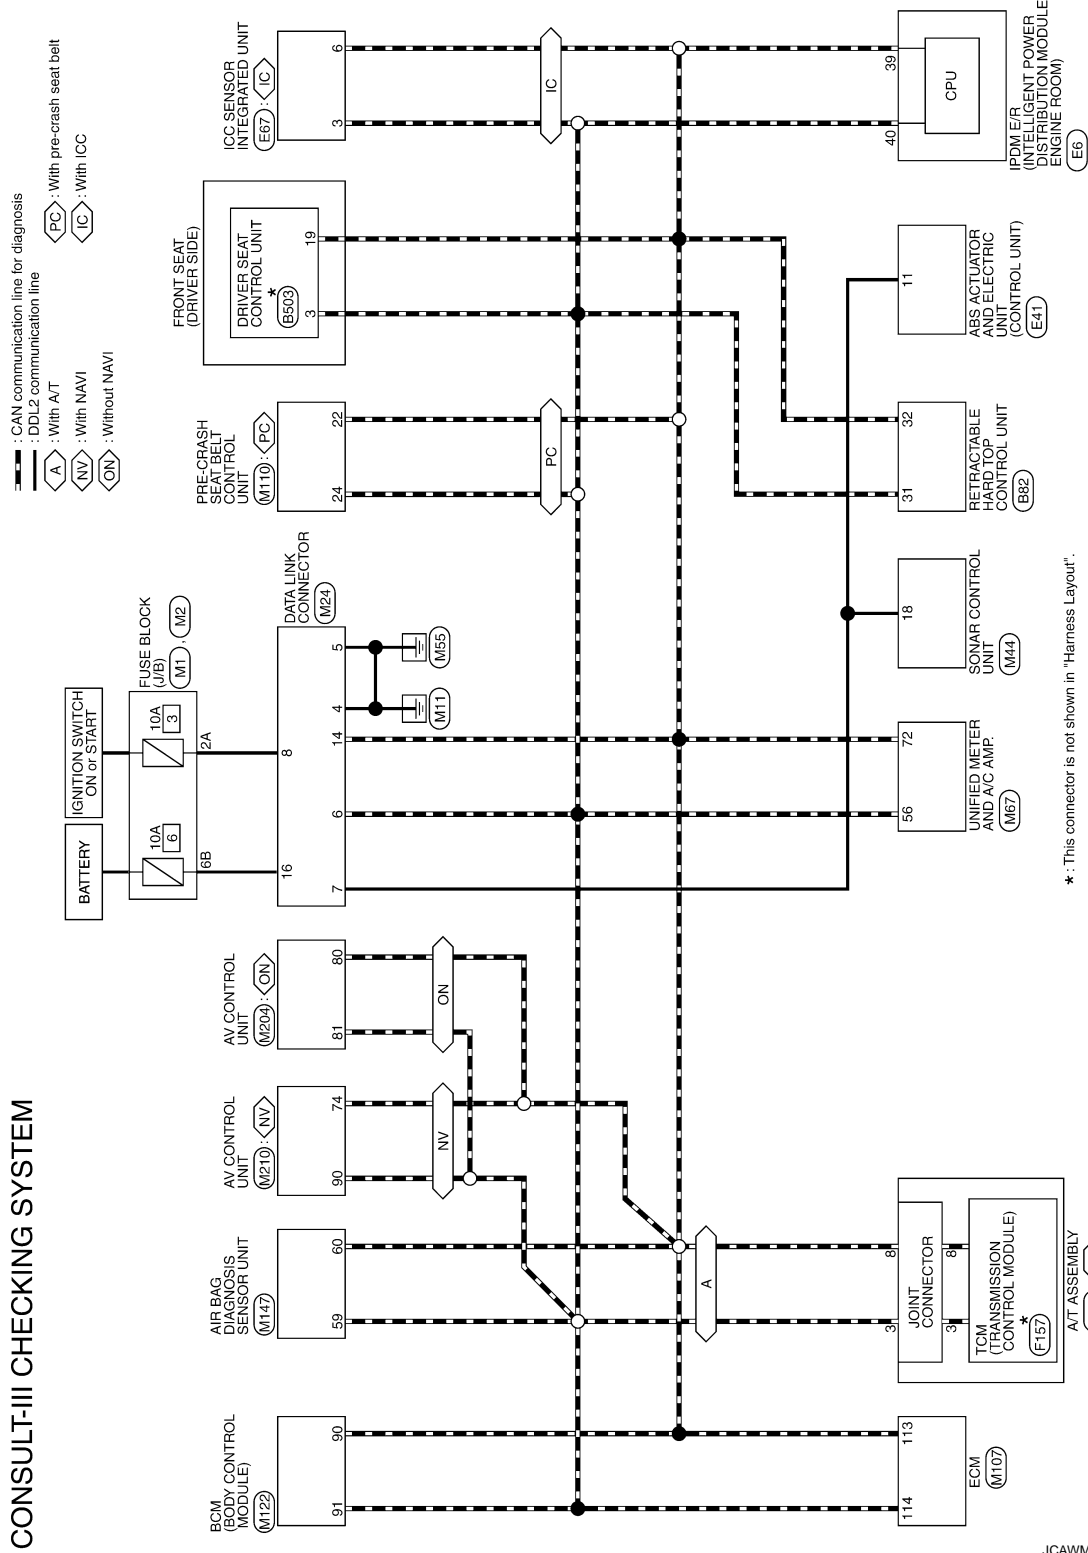 CONSULT-III CHECKING SYSTEM
: CAN communication line for diagnosis
: DDL2 communication line
A : With A/T
NV : With NAVI
ON : Without NAVI
PC : With pre-crash seat belt
IC : With ICC
BATTERY
IGNITION SWITCH
ON or START
10A
6
10A
3
FUSE BLOCK
(J/B)
M1 , M2
6B
2A
BCM
(BODY CONTROL
MODULE)
M122
91
90
AIR BAG
DIAGNOSIS
SENSOR UNIT
M147
59
60
AV CONTROL
UNIT
M210 : NV
90
74
AV CONTROL
UNIT
M204 : ON
81
80
16
8
DATA LINK
CONNECTOR
M24
7
6
14
4
5
M11
M55
PRE-CRASH
SEAT BELT
CONTROL
UNIT
M110 : PC
24
22
FRONT SEAT
(DRIVER SIDE)
DRIVER SEAT
CONTROL UNIT
*
B503
3
19
ICC SENSOR
INTEGRATED UNIT
E67 : IC
3
6
NV
ON
PC
IC
A
114
113
ECM
M107
3
8
JOINT
CONNECTOR
3
8
TCM
(TRANSMISSION
CONTROL MODULE)
*
F157
A/T ASSEMBLY
56
72
UNIFIED METER
AND A/C AMP.
M67
18
SONAR CONTROL
UNIT
M44
31
32
RETRACTABLE
HARD TOP
CONTROL UNIT
B82
11
ABS ACTUATOR
AND ELECTRIC
UNIT
(CONTROL UNIT)
E41
40
39
CPU
IPDM E/R
(INTELLIGENT POWER
DISTRIBUTION MODULE
ENGINE ROOM)
E6
* : This connector is not shown in "Harness Layout".
JCAWM